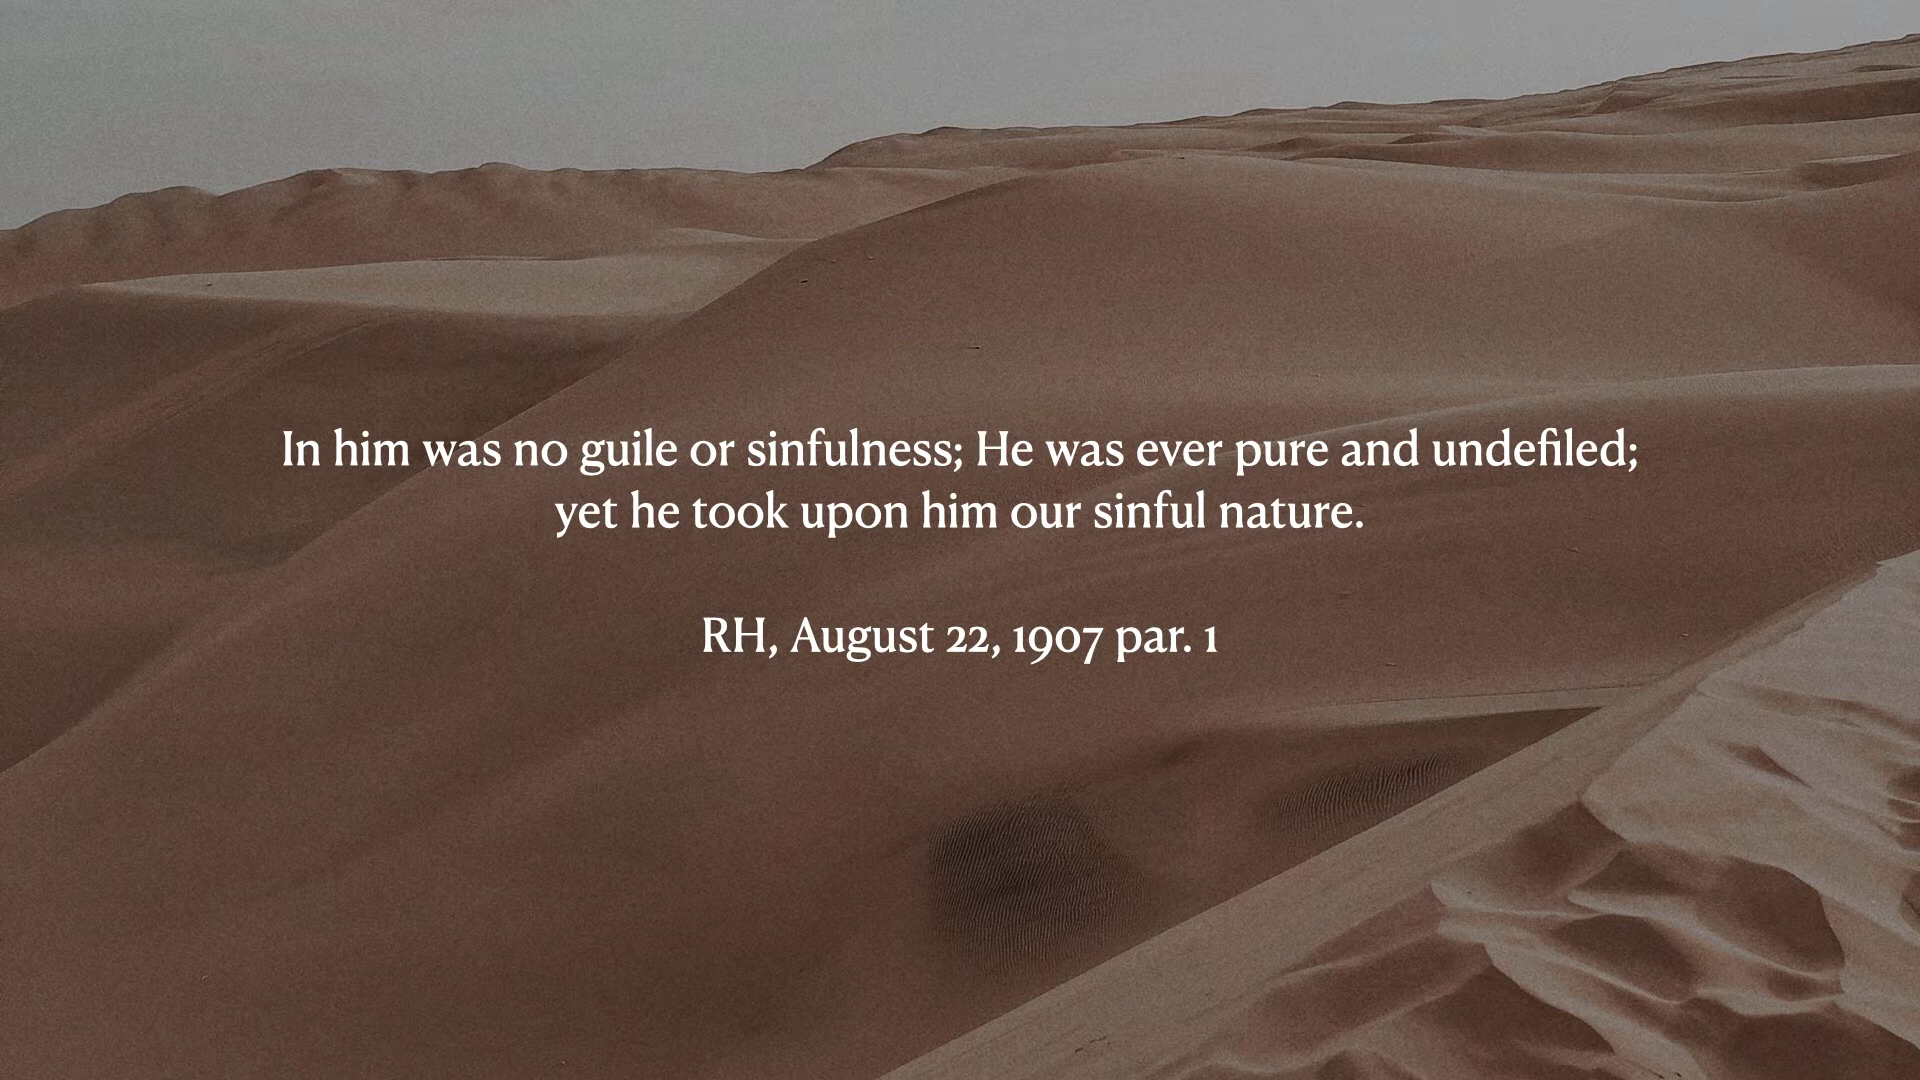 In him was no guile or sinfulness; He was ever pure and undefiled;
yet he took upon him our sinful nature.
RH, August 22, 1907 par. 1